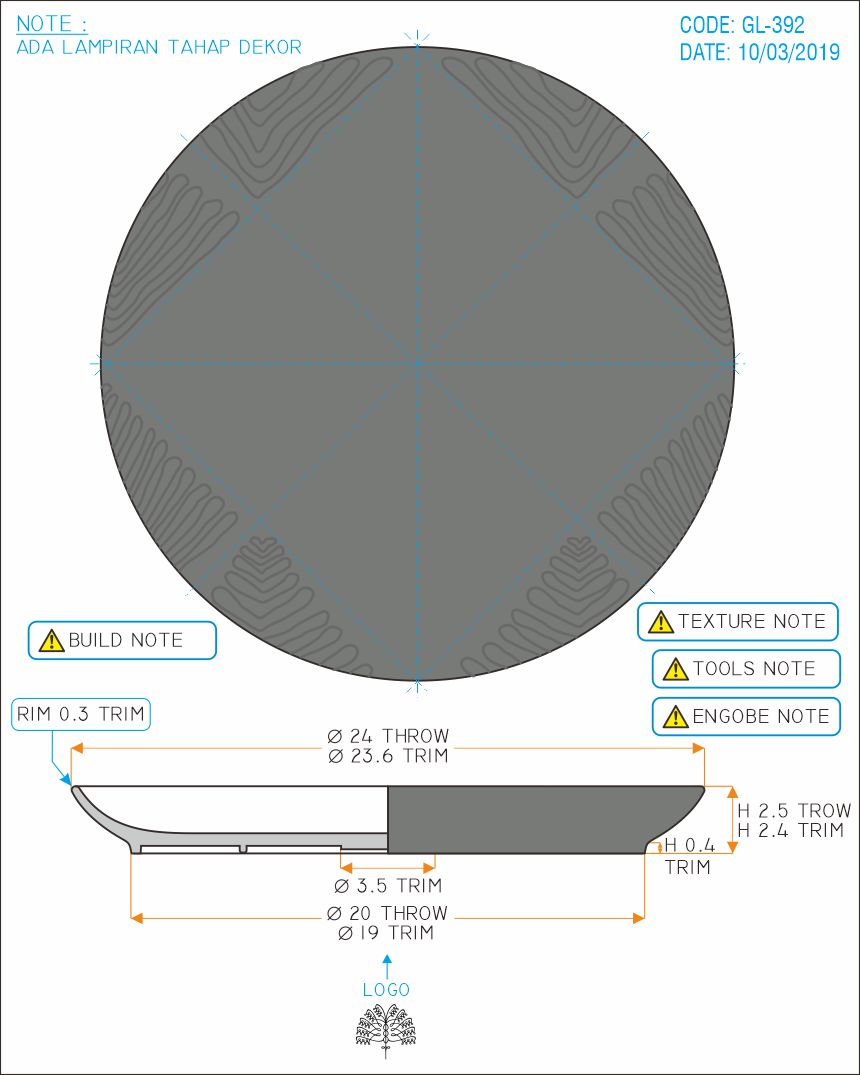 NOTE :
ADA LAMPIRAN TAHAP DEKOR
CODE: GL-392
DATE: 10/03/2019
BUILD NOTE
TEXTURE NOTE
TOOLS NOTE
ENGOBE NOTE
RIM 0.3 TRIM
Ø 24 THROW
Ø 23.6 TRIM
H 2.5 TROW
H 2.4 TRIM
H 0.4
TRIM
Ø 3.5 TRIM
Ø 20 THROW
Ø 19 TRIM
LOGO